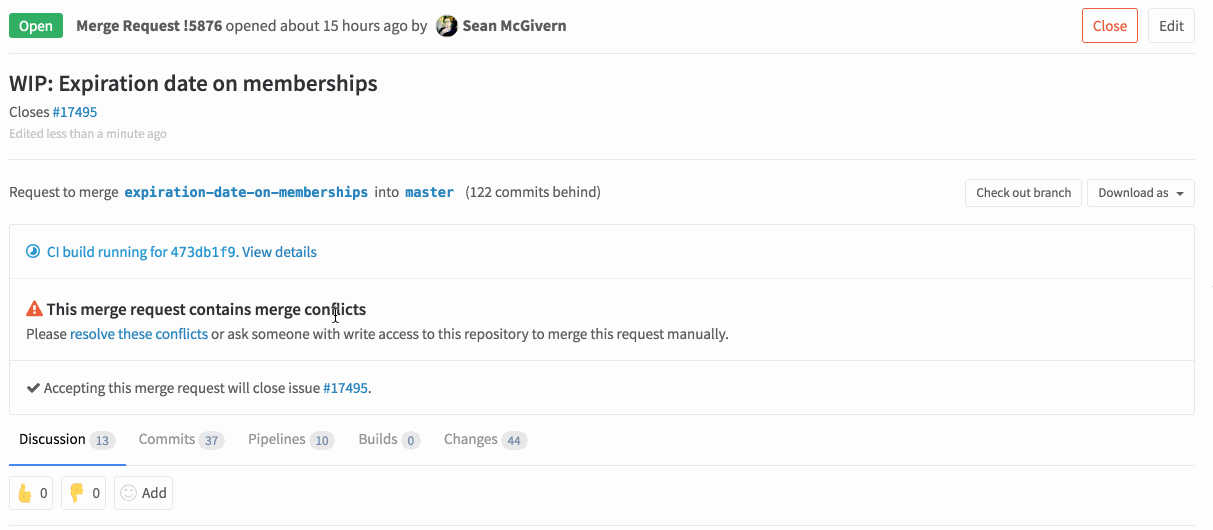 Open Merge Request !5876 opened about 15 hours ago by Sean McGivern Close Edit
WIP: Expiration date on memberships
Closes #17495
Edited less than a minute ago
Request to merge expiration-date-on-memberships into master (122 commits behind) Check out branch Download as
CI build running for 473db1f9. View details
This merge request contains merge conflicts
Please resolve these conflicts or ask someone with write access to this repository to merge this request manually.
Accepting this merge request will close issue #17495.
Discussion 13 Commits 37 Pipelines 10 Builds 0 Changes 44
0 0 Add